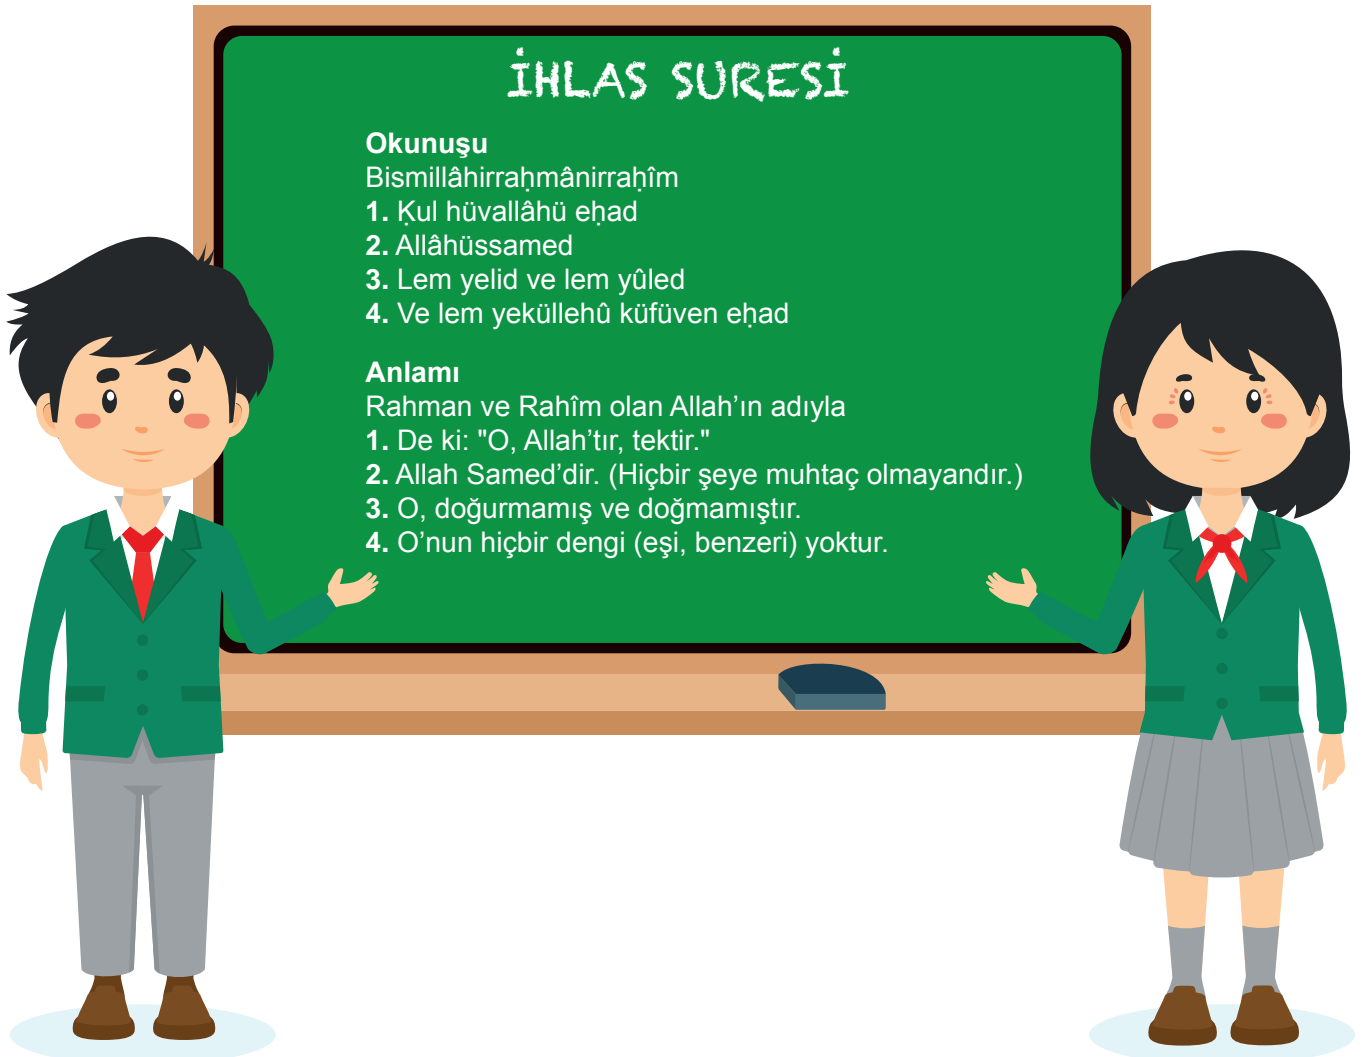 İHLAS SURESİ
Okunuşu
Bismillâhirraḥmânirraḥîm
1. Ḳul hüvallâhü eḥad
2. Allâhüssamed
3. Lem yelid ve lem yûled
4. Ve lem yeküllehû küfüven eḥad
Anlamı
Rahman ve Rahîm olan Allah’ın adıyla
1. De ki: "O, Allah’tır, tektir."
2. Allah Samed’dir. (Hiçbir şeye muhtaç olmayandır.)
3. O, doğurmamış ve doğmamıştır.
4. O’nun hiçbir dengi (eşi, benzeri) yoktur.